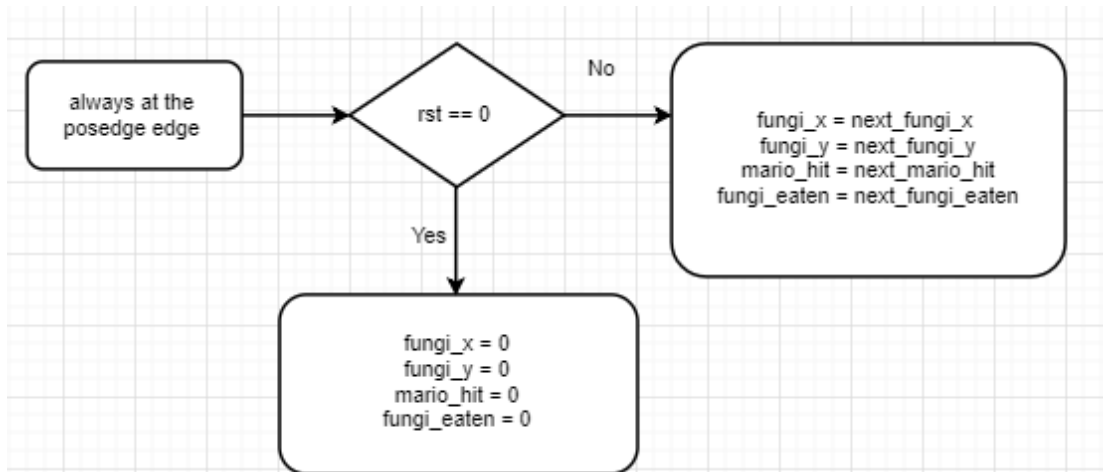 always at the
posedge edge
rst == 0
No
fungi_x = next_fungi_x
fungi_y = next_fungi_y
mario_hit = next_mario_hit
fungi_eaten = next_fungi_eaten
Yes
fungi_x = 0
fungi_y = 0
mario_hit = 0
fungi_eaten = 0